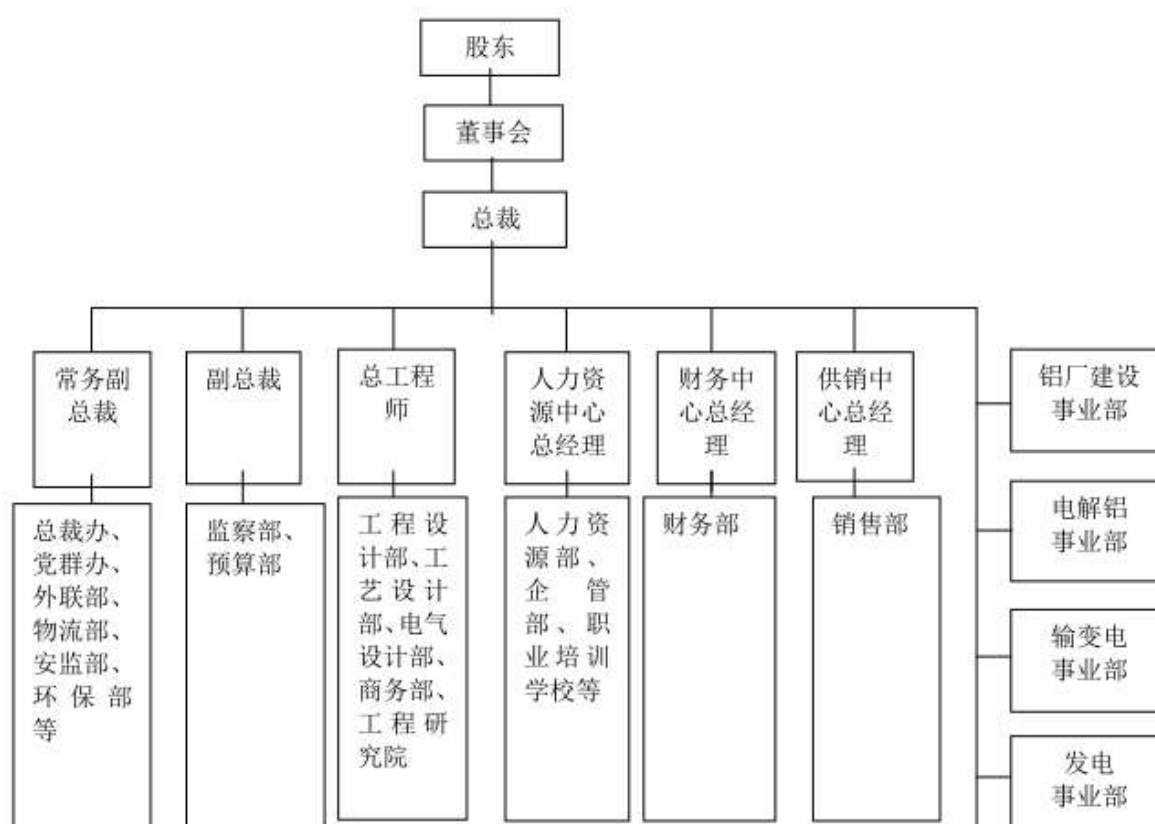 股东
董事会
总裁
常务副
总裁
副总裁
总工程
师
人力资
源中心
总经理
财务中
心总经
理
供销中
心总经
理
铝厂建设
事业部
总裁办、
党群办、
外联部、
物流部、
安监部、
环保部
等
监察部、
预算部
工程设
计部、工
艺设计
部、电气
设计部、
商务部、
工程研
究院
人力资
源部、
企管
部、职
业培训
学校等
财务部
销售部
电解铝
事业部
输变电
事业部
发电
事业部